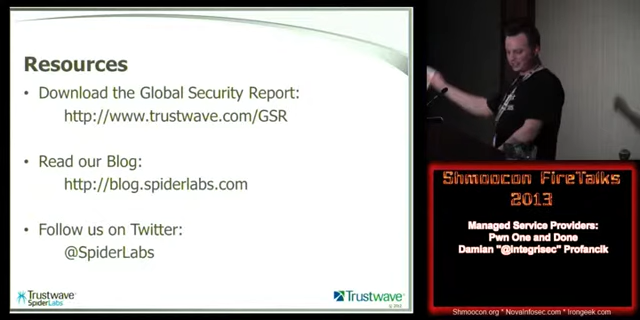 Resources
• Download the Global Security Report:
http://www.trustwave.com/GSR
• Read our Blog:
http://blog.spiderlabs.com
• Follow us on Twitter:
@SpiderLabs
Trustwave
SpiderLabs
Trustwave
Shmoocon FireTalks
2013
Managed Service Providers:
Pwn One and Done
Damian "@integrisec" Profancik
Shmoocon.org * NovaInfosec.com * Irongeek.com